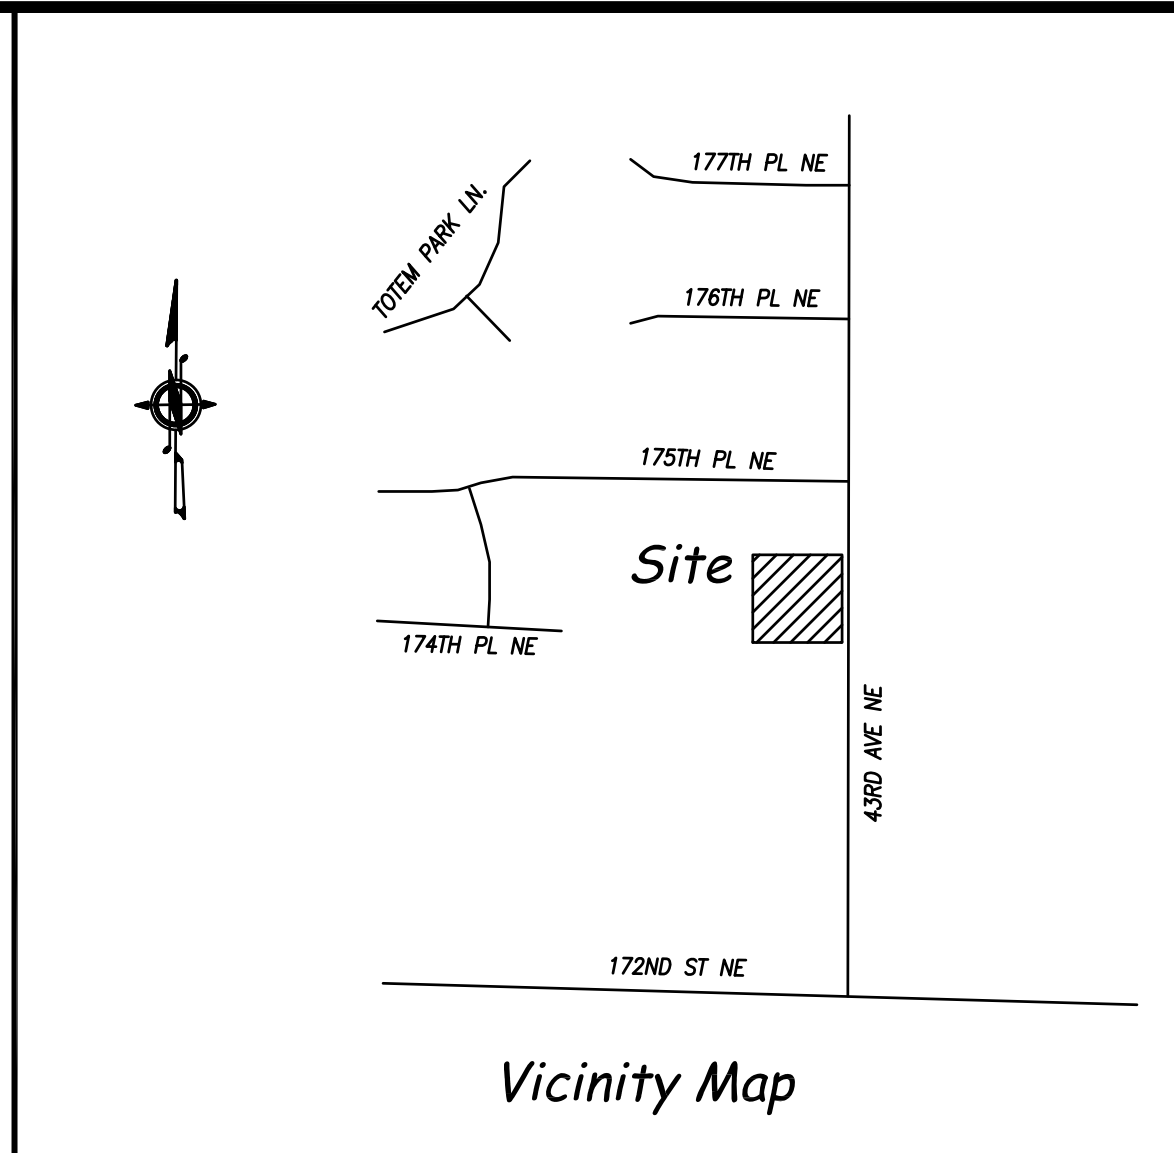 177TH PL NE
TOTEM PARK LN.
176TH PL NE
175TH PL NE
Site
174TH PL NE
43RD AVE NE
172ND ST NE
Vicinity Map